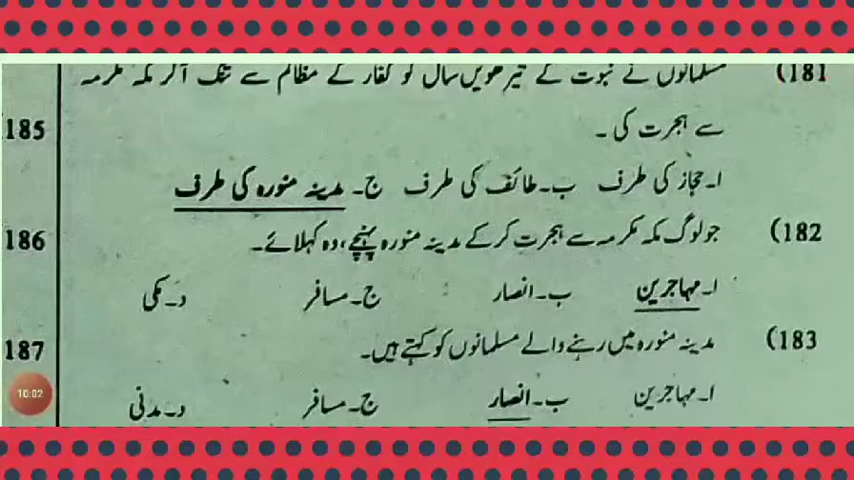 181) مسلمانوں نے نبوت کے تیرھویں سال کو کفار کے مظالم سے تنگ آکر مکہ مکرمہ
سے ہجرت کی ۔
ا۔حجاز کی طرف ب۔طائف کی طرف ج۔ مدینہ منورہ کی طرف
182) جولوگ مکہ مکرمہ سے ہجرت کرکے مدینہ منورہ پہنچے،وہ کہلائے۔
ا۔مہاجرین ب۔انصار ج۔مسافر د۔مکی
183) مدینہ منورہ میں رہنے والے مسلمانوں کو کہتے ہیں۔
ا۔مہاجرین ب۔انصار ج۔مسافر د۔مدنی
185
186
187
10:02